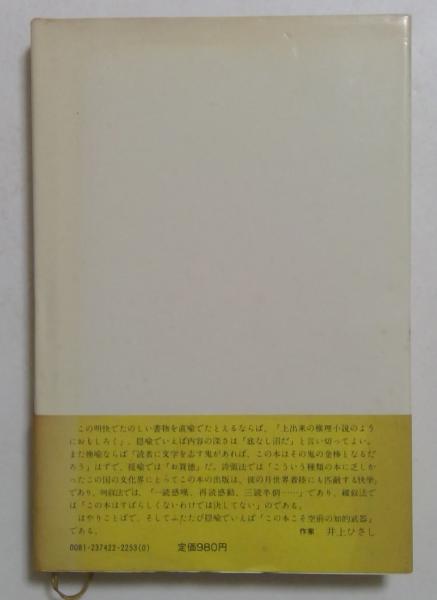 この明快でたのしい書物を直喩でたとえるならば、「上出来の推理小説のよう
におもしろく」、隠喩でいえば内容の深さは「底なし沼だ」と言い切ってよい。
また換喩ならば「読者に文字を志す鬼があれば、この本はその鬼の金棒となるだ
ろう」はずで、提喩では「お買徳」だ。誇張法では「こういう種類の本に乏しか
ったこの国の文化界にとってこの本の出版は、彼の月世界着陸にも匹敵する快挙」
であり、列叙法では、「一読感嘆、再読感動、三読卒倒……」であり、緩叙法で
は「この本はすばらしくないわけでは決してない」のである。
はやりことばで、そしてふたたび隠喩でいえば「この本こそ空前の知的武器」
である。
作家 井上ひさし
0081-237422-2253(0)
定価980円